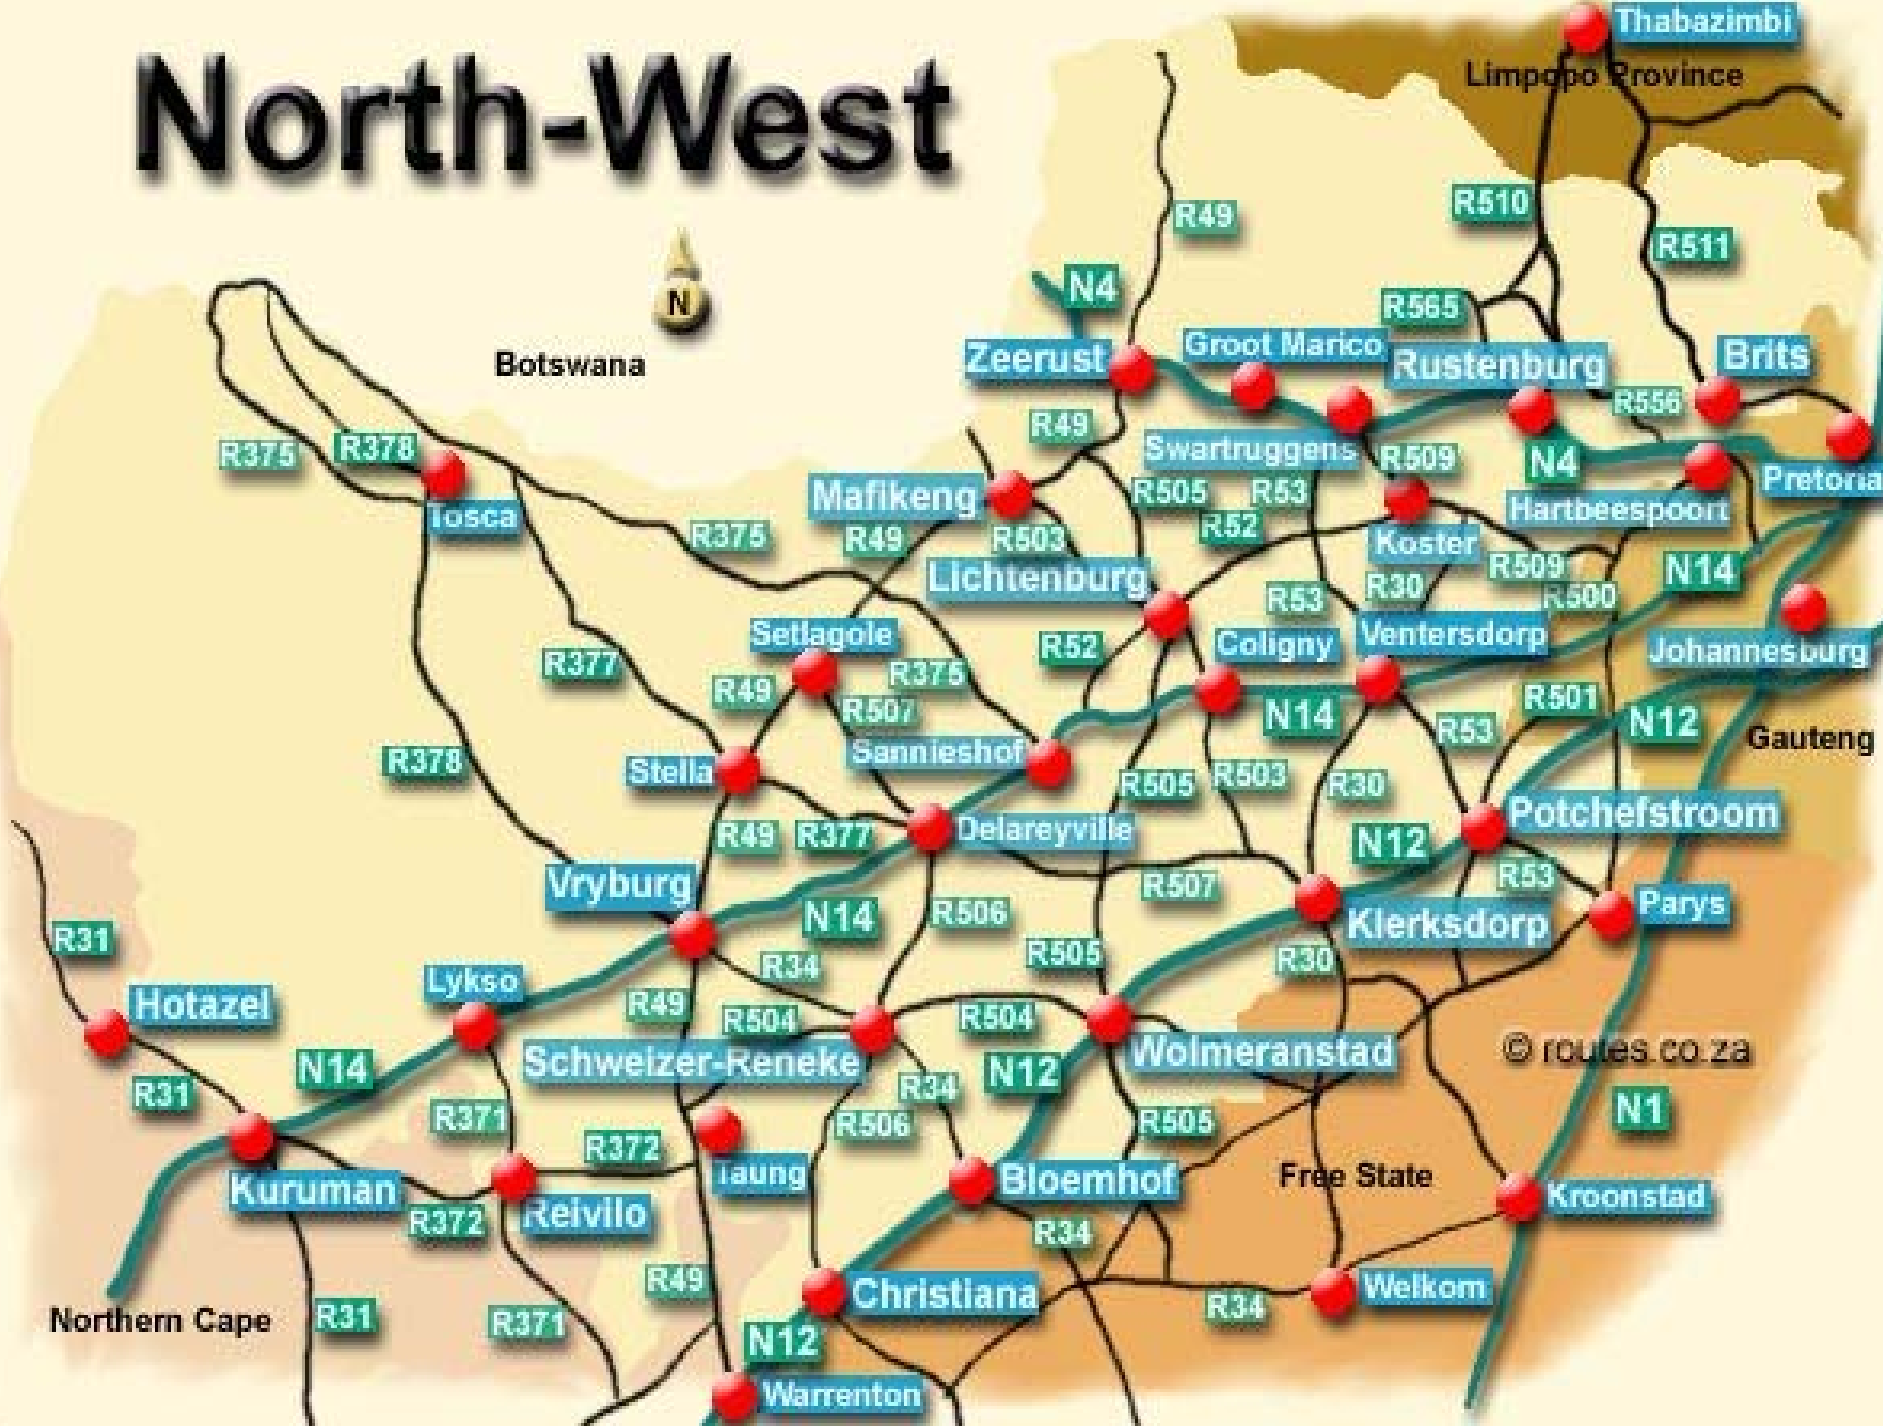 Thabazimbi
Limpopo Province
North-West
R49
R510
R511
N4
N
R565
Botswana
Zeerust
Groot Marico
Rustenburg
Brits
R556
R49
R375
R378
Swartruggens
R509
N4
Pretoria
Tosca
Mafikeng
R505
R53
Hartbeespoort
R375
R49
R503
R52
Koster
Lichtenburg
R509
N14
R53
R30
R500
Setlagole
R377
R52
Coligny
Ventersdorp
Johannesburg
R49
R375
R507
N14
R501
N12
R53
Gauteng
R378
Stella
Sannieshof
R505
R503
R30
Potchefstroom
R49
R377
Delareyville
N12
Vryburg
R507
R53
N14
R506
Klerksdorp
Parys
R31
R34
R505
R30
Lykso
Hotazel
R49
R504
R504
N14
Schweizer-Reneke
N12
Wolmeranstad
© routes.co.za
R31
R371
R34
R506
R505
N1
R372
Taung
Bloemhof
Free State
Kuruman
Kroonstad
R372
Reivilo
R34
R49
Christiana
Welkom
R34
Northern Cape
R31
R371
N12
Warrenton